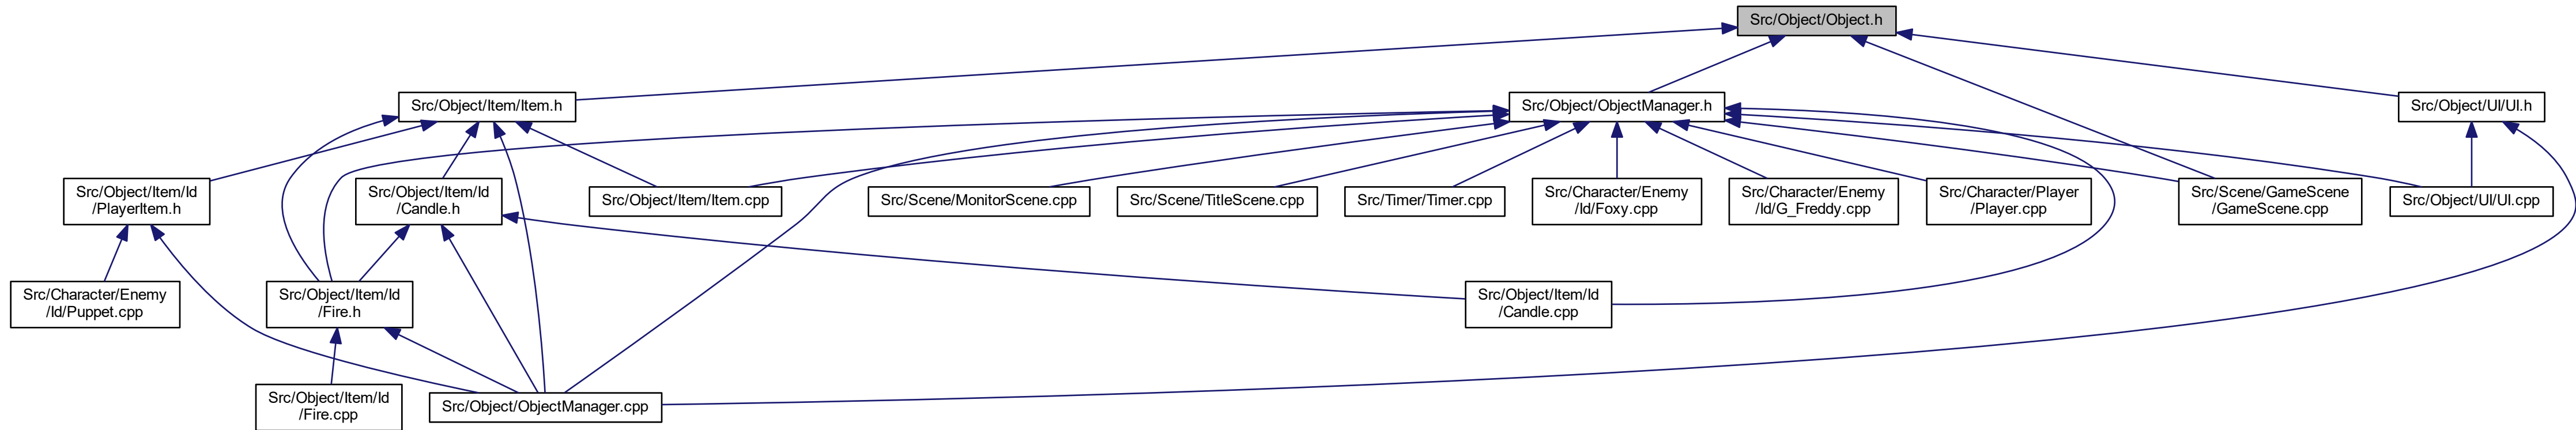 Src/Object/Object.h
Src/Object/Item/Item.h
Src/Object/ObjectManager.h
Src/Object/UI/UI.h
Src/Object/Item/Id
/PlayerItem.h
Src/Object/Item/Id
/Candle.h
Src/Object/Item/Item.cpp
Src/Scene/MonitorScene.cpp
Src/Scene/TitleScene.cpp
Src/Timer/Timer.cpp
Src/Character/Enemy
/Id/Foxy.cpp
Src/Character/Enemy
/Id/G_Freddy.cpp
Src/Character/Player
/Player.cpp
Src/Scene/GameScene
/GameScene.cpp
Src/Object/UI/UI.cpp
Src/Character/Enemy
/Id/Puppet.cpp
Src/Object/Item/Id
/Fire.h
Src/Object/Item/Id
/Candle.cpp
Src/Object/Item/Id
/Fire.cpp
Src/Object/ObjectManager.cpp